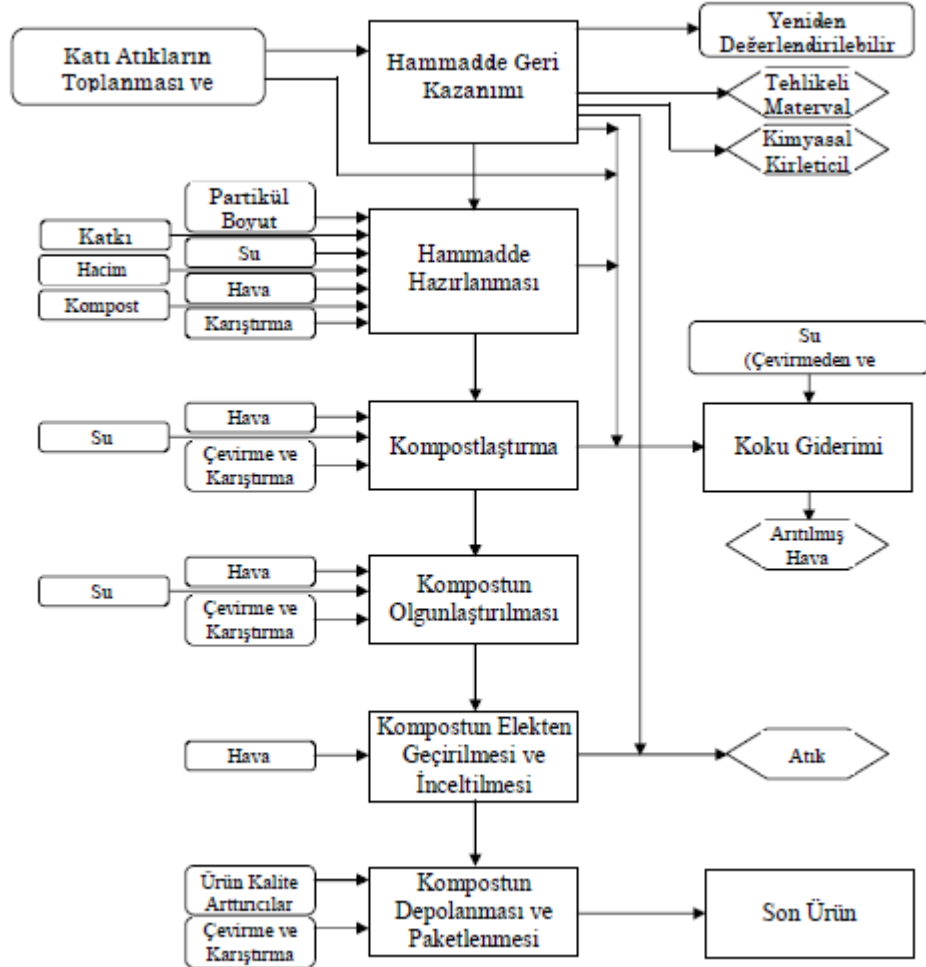 Katı Atıkların
Toplanması ve
Hammadde Geri
Kazanımı
Yeniden
Değerlendirilebilir
Tehlikeli
Materyal
Kimyasal
Kirleticil
Partikül
Boyut
Katkı
Su
Hacim
Hava
Kompost
Karıştırma
Hammadde
Hazırlanması
Su
(Çevirmeden ve
Hava
Su
Çevirme ve
Karıştırma
Kompostlaştırma
Koku Giderimi
Arıtılmış
Hava
Hava
Su
Çevirme ve
Karıştırma
Kompostun
Olgunlaştırılması
Hava
Kompostun Elekten
Geçirilmesi ve
İnceltilmesi
Atık
Ürün Kalite
Arttırıcılar
Çevirme ve
Karıştırma
Kompostun
Depolanması ve
Paketlenmesi
Son Ürün